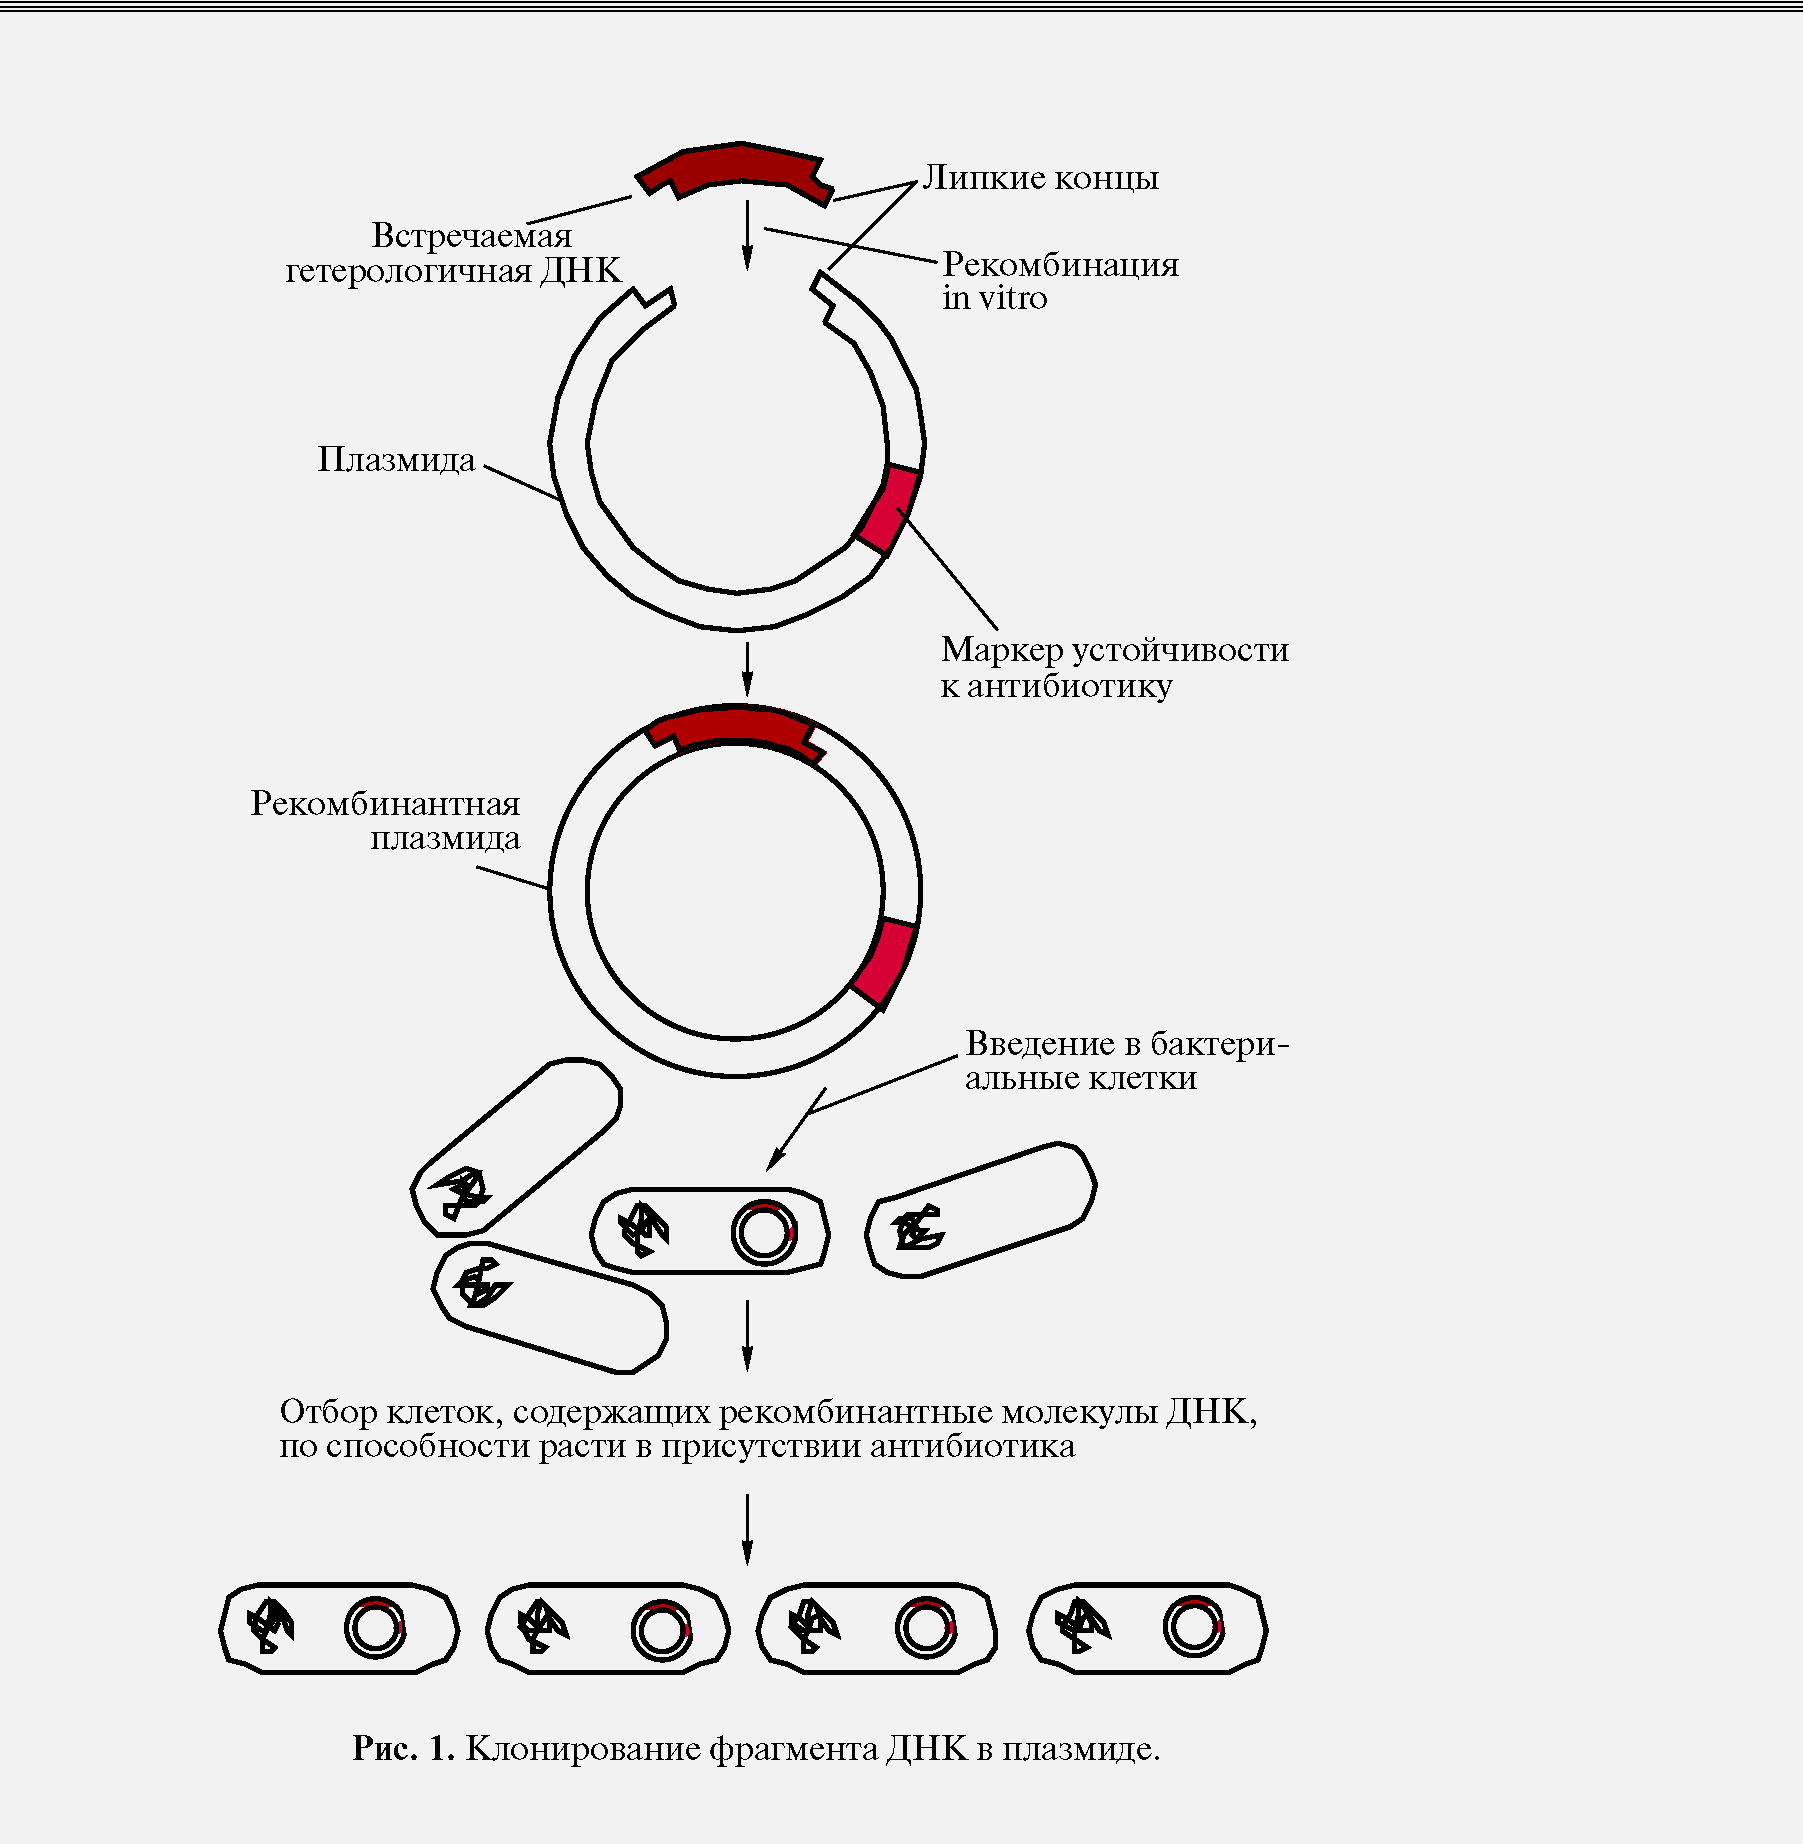 Липкие концы
Встречаемая
гетерологичная ДНК
Рекомбинация
in vitro
Плазмида
Маркер устойчивости
к антибиотику
Рекомбинантная
плазмида
Введение в бактери-
альные клетки
Отбор клеток, содержащих рекомбинантные молекулы ДНК,
по способности расти в присутствии антибиотика
Рис. 1. Клонирование фрагмента ДНК в плазмиде.